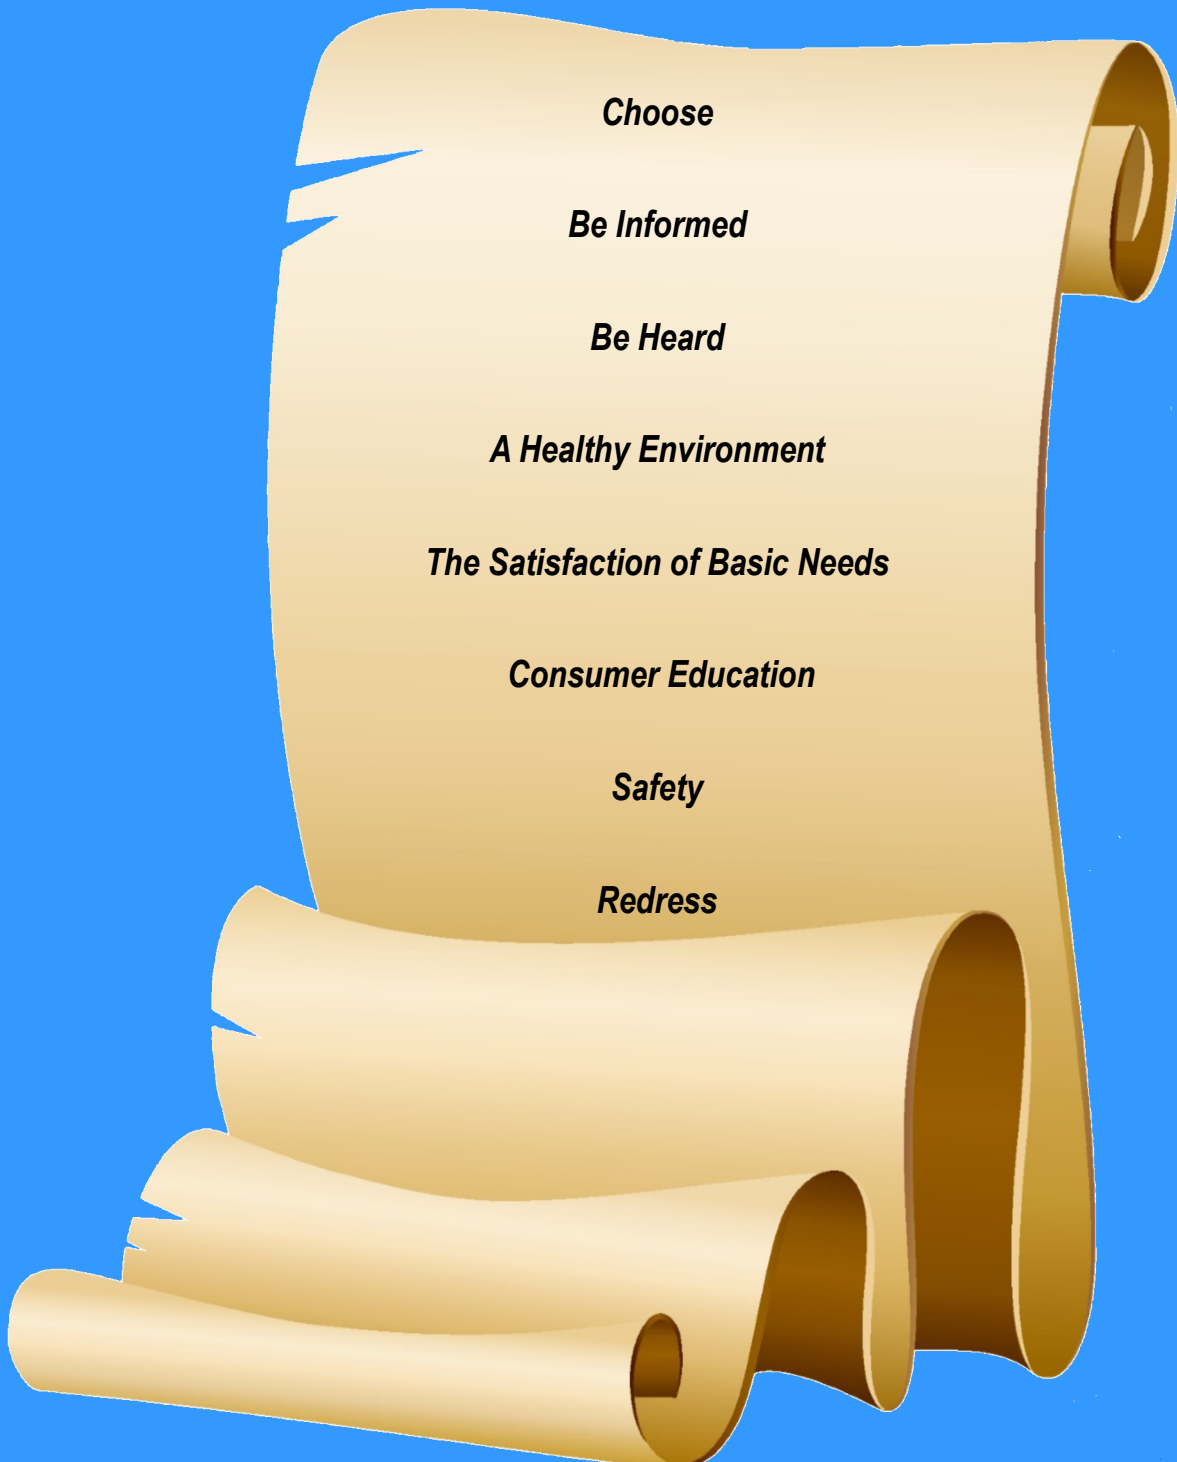 Choose
Be Informed
Be Heard
A Healthy Environment
The Satisfaction of Basic Needs
Consumer Education
Safety
Redress